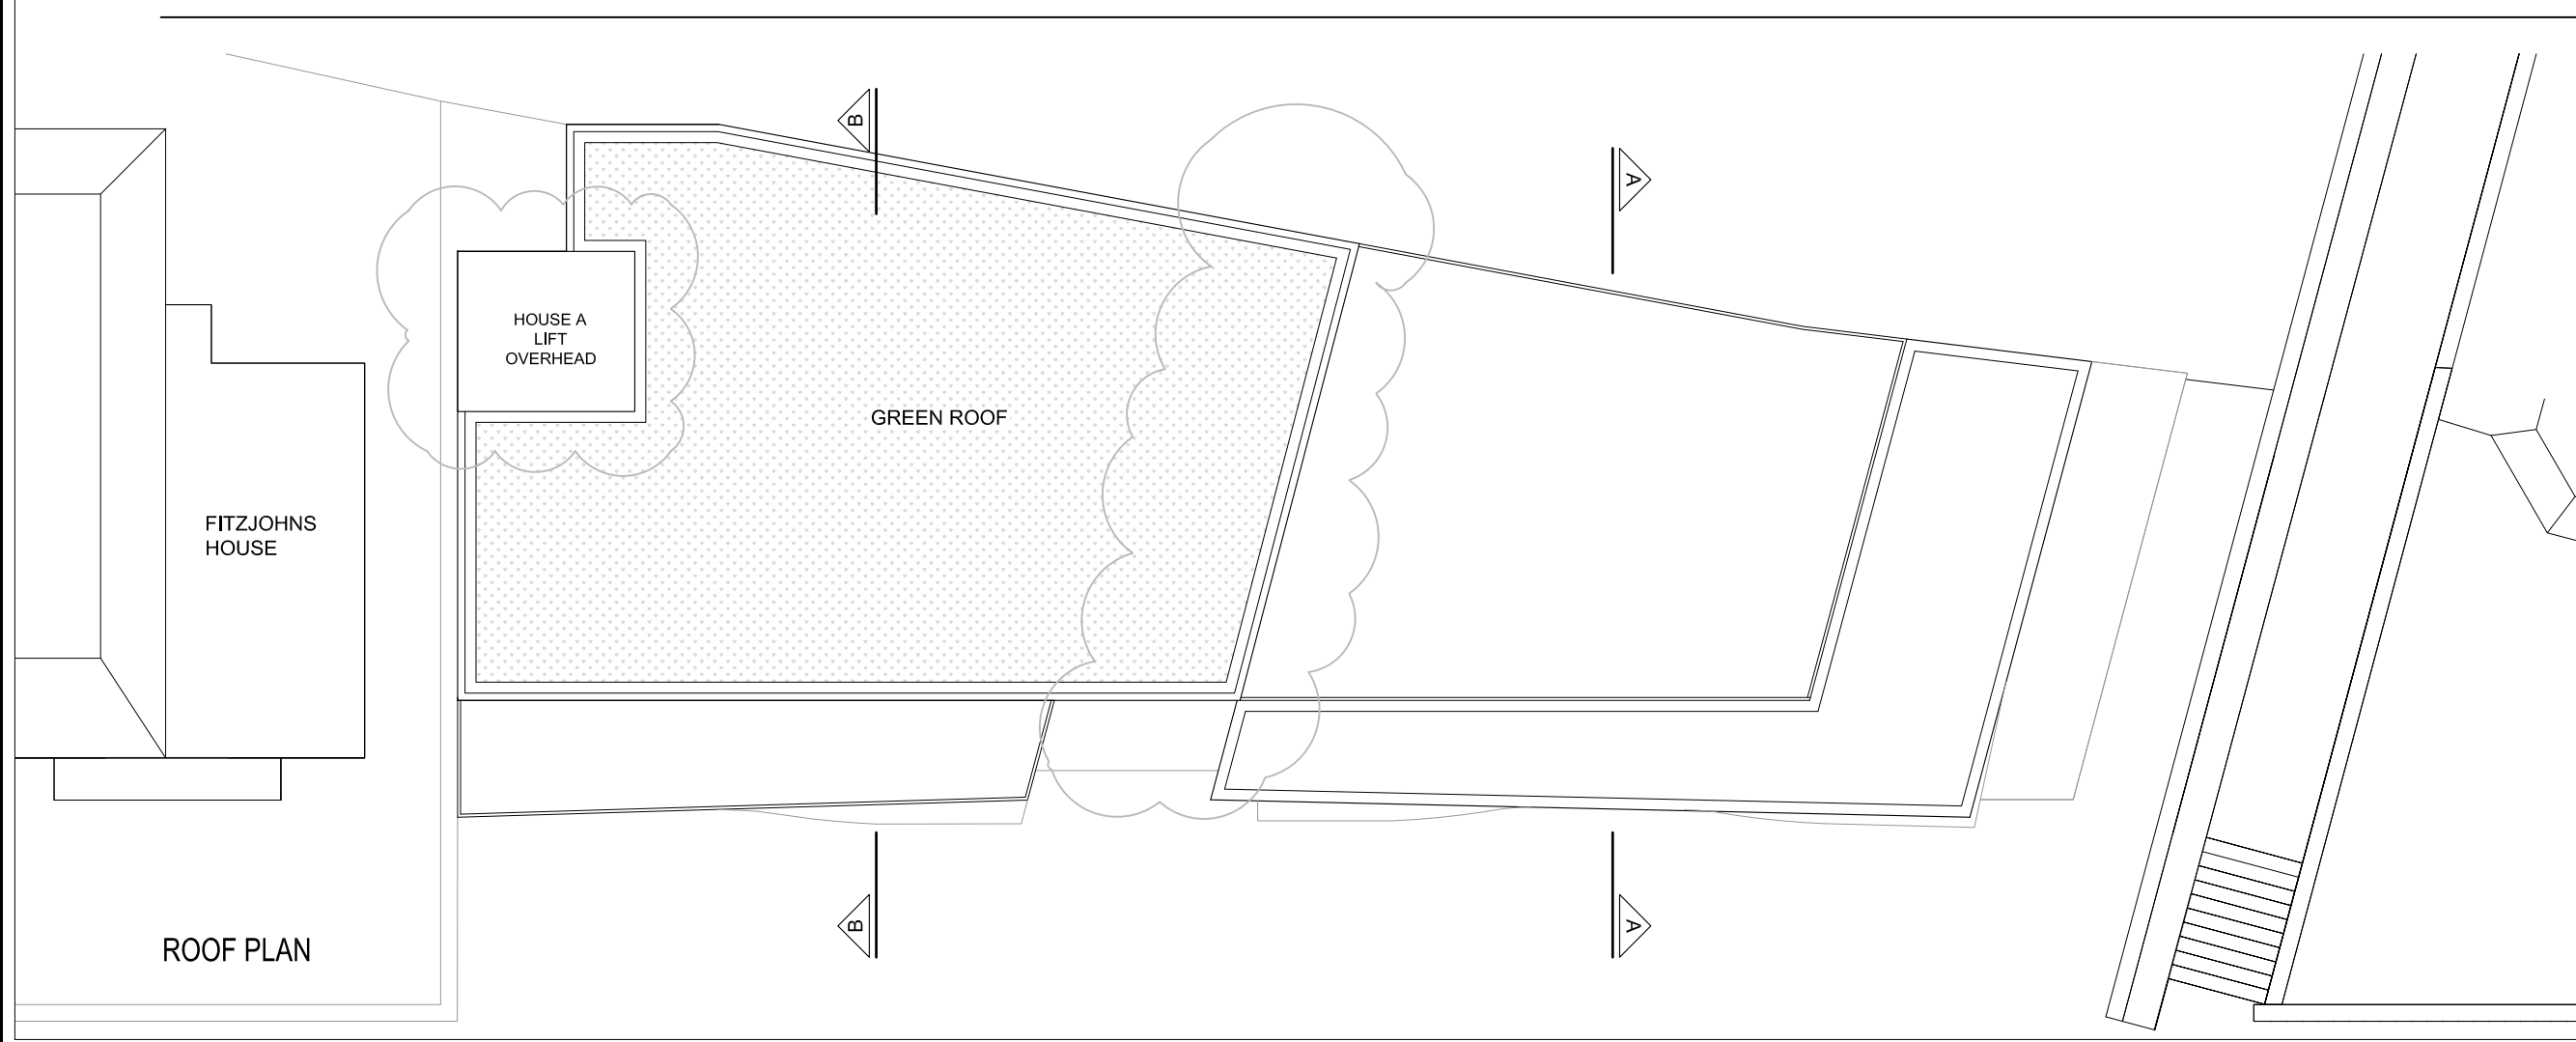 B
A
HOUSE A
LIFT
OVERHEAD
GREEN ROOF
FITZJOHNS
HOUSE
ROOF PLAN
B
A